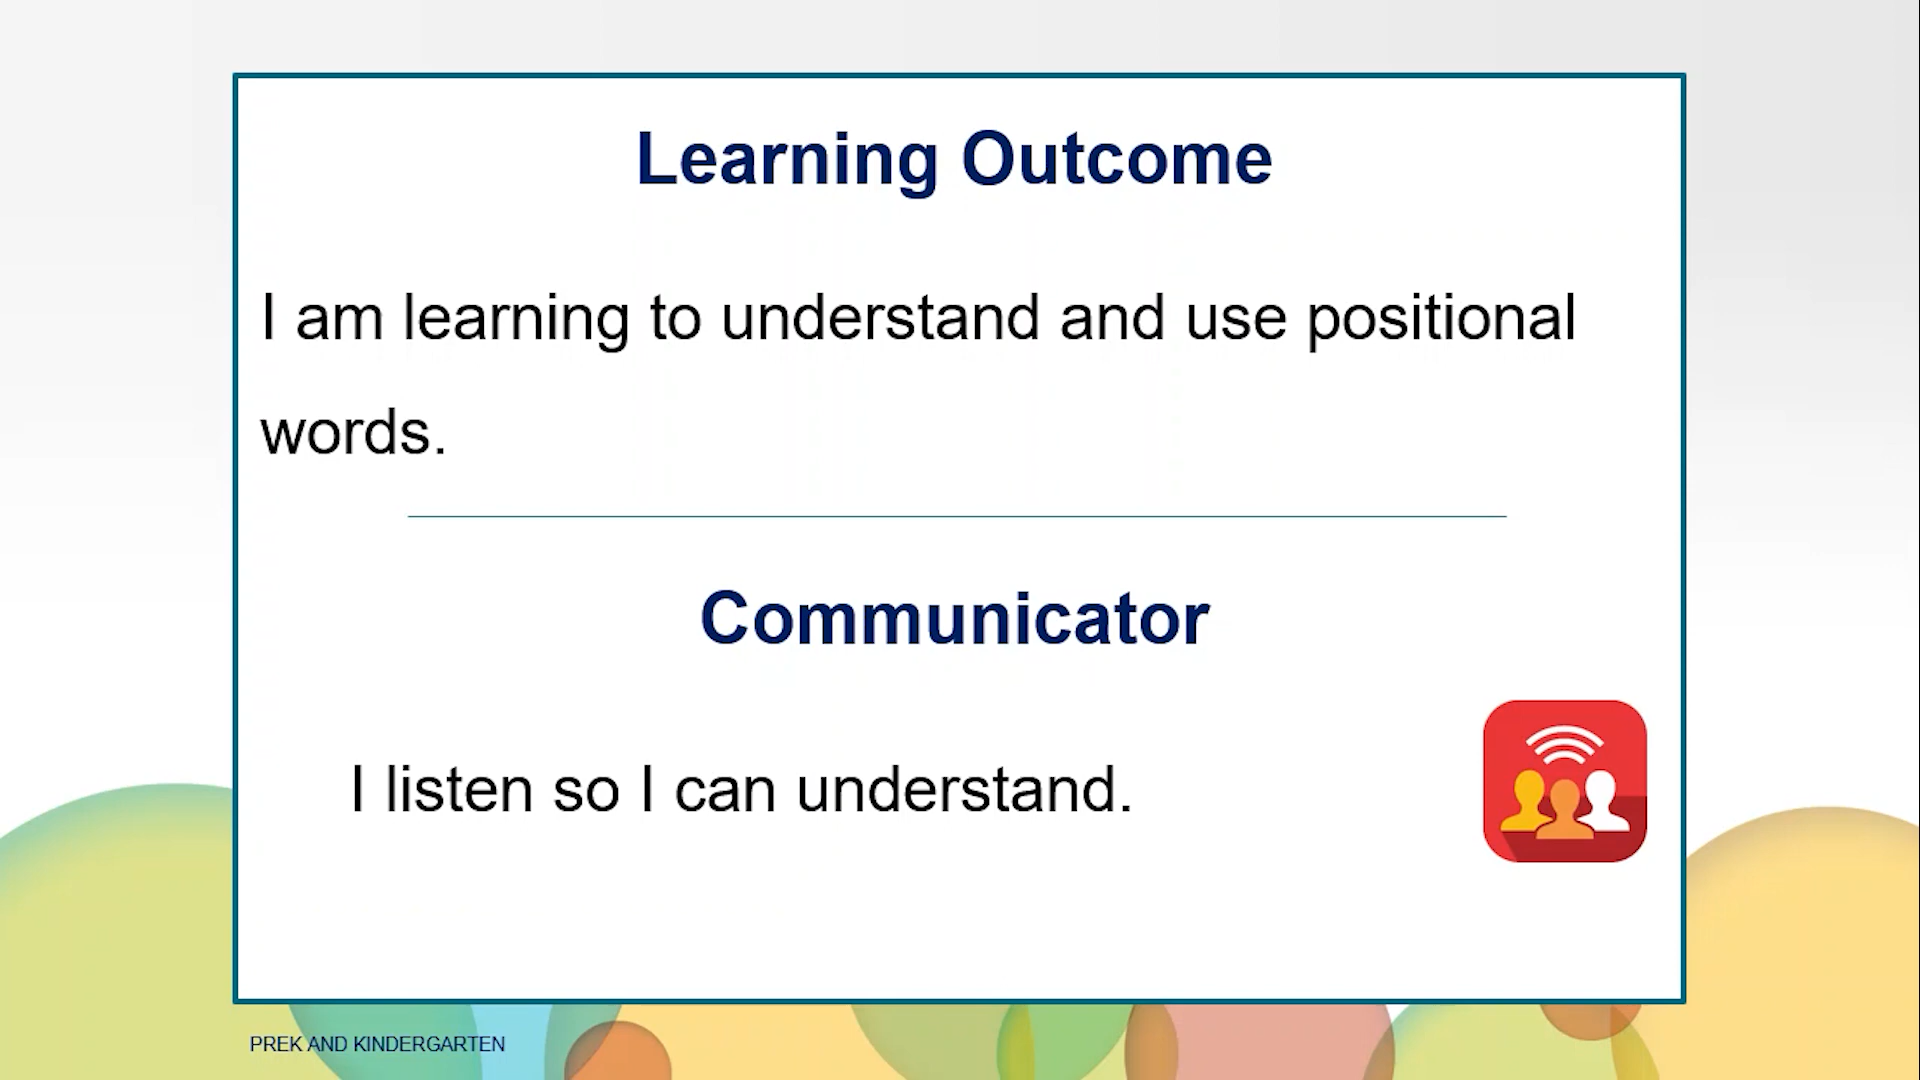 Learning Outcome
I am learning to understand and use positional
words.
Communicator
I listen so I can understand.
PREK AND KINDERGARTEN